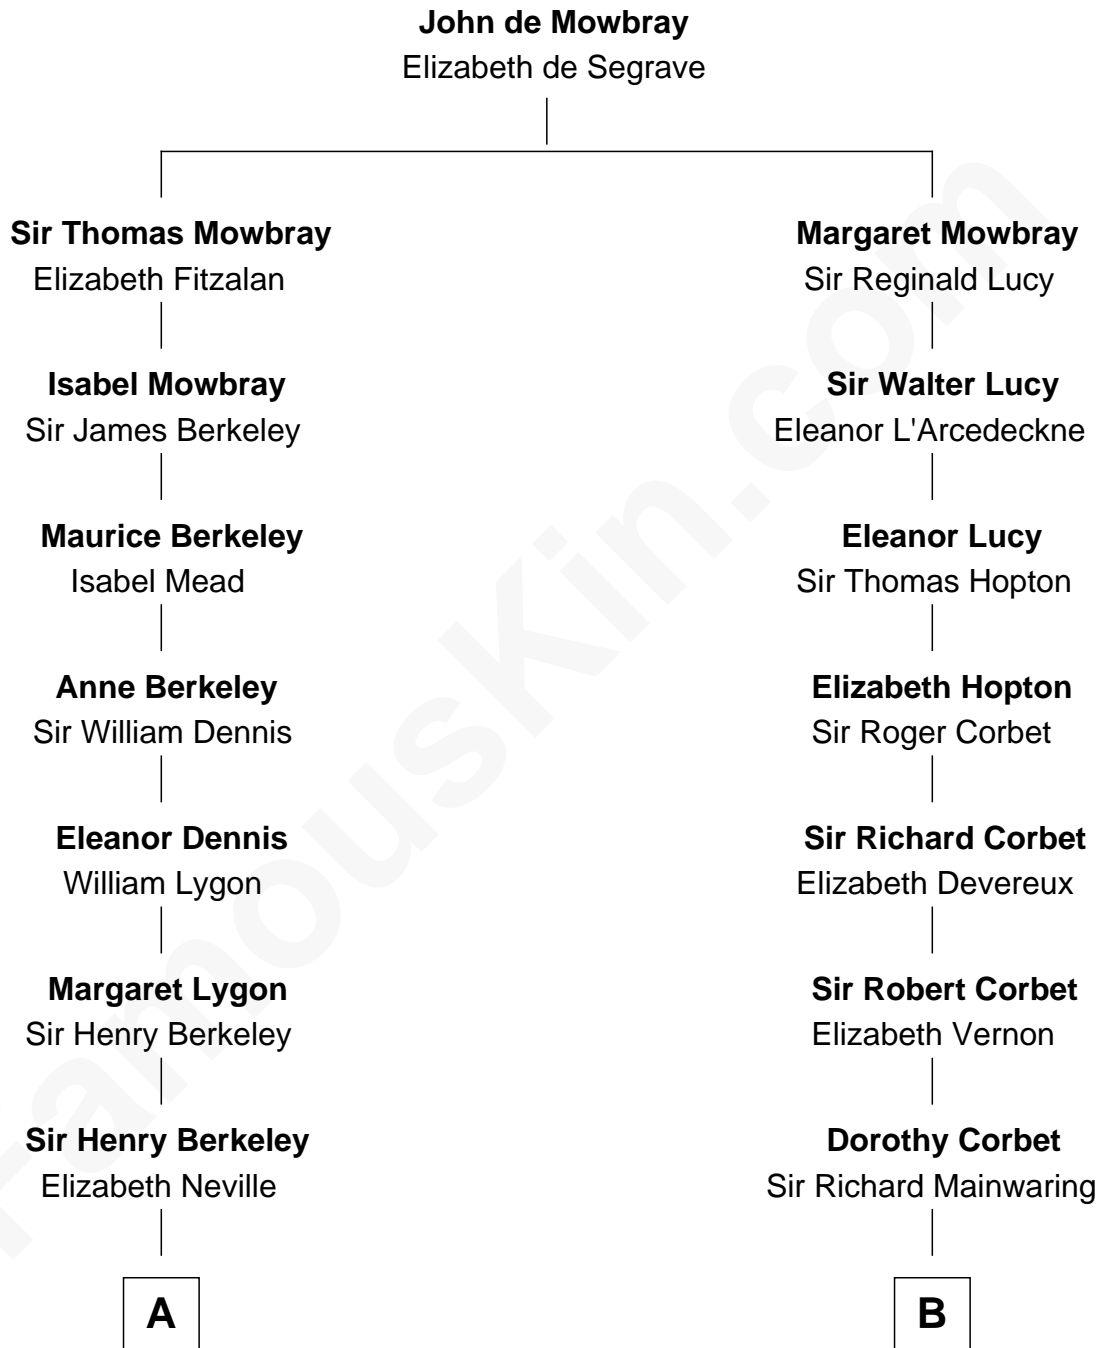 John de Mowbray
Elizabeth de Segrave
Sir Thomas Mowbray
Elizabeth Fitzalan
Margaret Mowbray
Sir Reginald Lucy
Isabel Mowbray
Sir James Berkeley
Sir Walter Lucy
Eleanor L'Arcedeckne
Maurice Berkeley
Isabel Mead
Eleanor Lucy
Sir Thomas Hopton
Anne Berkeley
Sir William Dennis
Elizabeth Hopton
Sir Roger Corbet
Eleanor Dennis
William Lygon
Sir Richard Corbet
Elizabeth Devereux
Margaret Lygon
Sir Henry Berkeley
Sir Robert Corbet
Elizabeth Vernon
Sir Henry Berkeley
Elizabeth Neville
Dorothy Corbet
Sir Richard Mainwaring
A
B
FamousKin.com